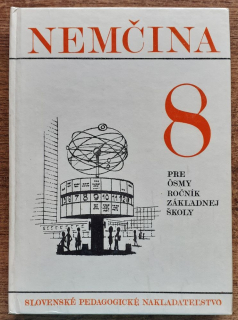 NEMČINA
8
PRE
ÔSMY
ROČNÍK
ZÁKLADNEJ
ŠKOLY
SLOVENSKÉ PEDAGOGICKÉ NAKLADATEĽSTVO